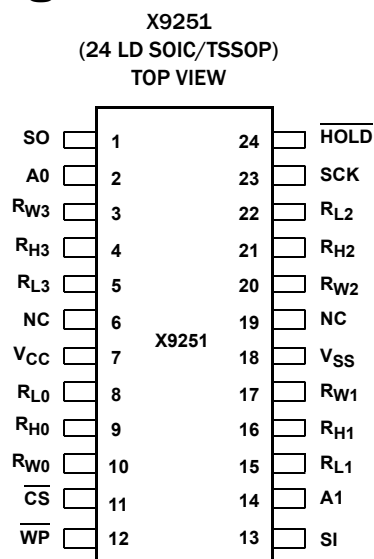 X9251
(24 LD SOIC/TSSOP)
TOP VIEW
SO 1 24 HOLD
A0 2 23 SCK
RW3 3 22 RL2
RH3 4 21 RH2
RL3 5 20 RW2
NC 6 19 NC
X9251
VCC 7 18 VSS
RL0 8 17 RW1
RH0 9 16 RH1
RW0 10 15 RL1
CS 11 14 A1
WP 12 13 SI